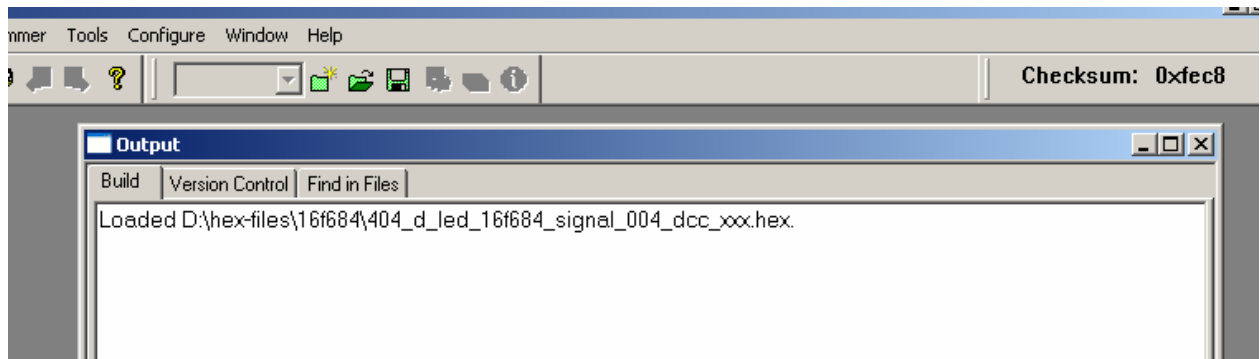 Tools Configure Window Help
Checksum: 0xfec8
Output
Build Version Control Find in Files
Loaded D:\hex-files\16f684\404_d_led_16f684_signal_004_dcc_xxx.hex.